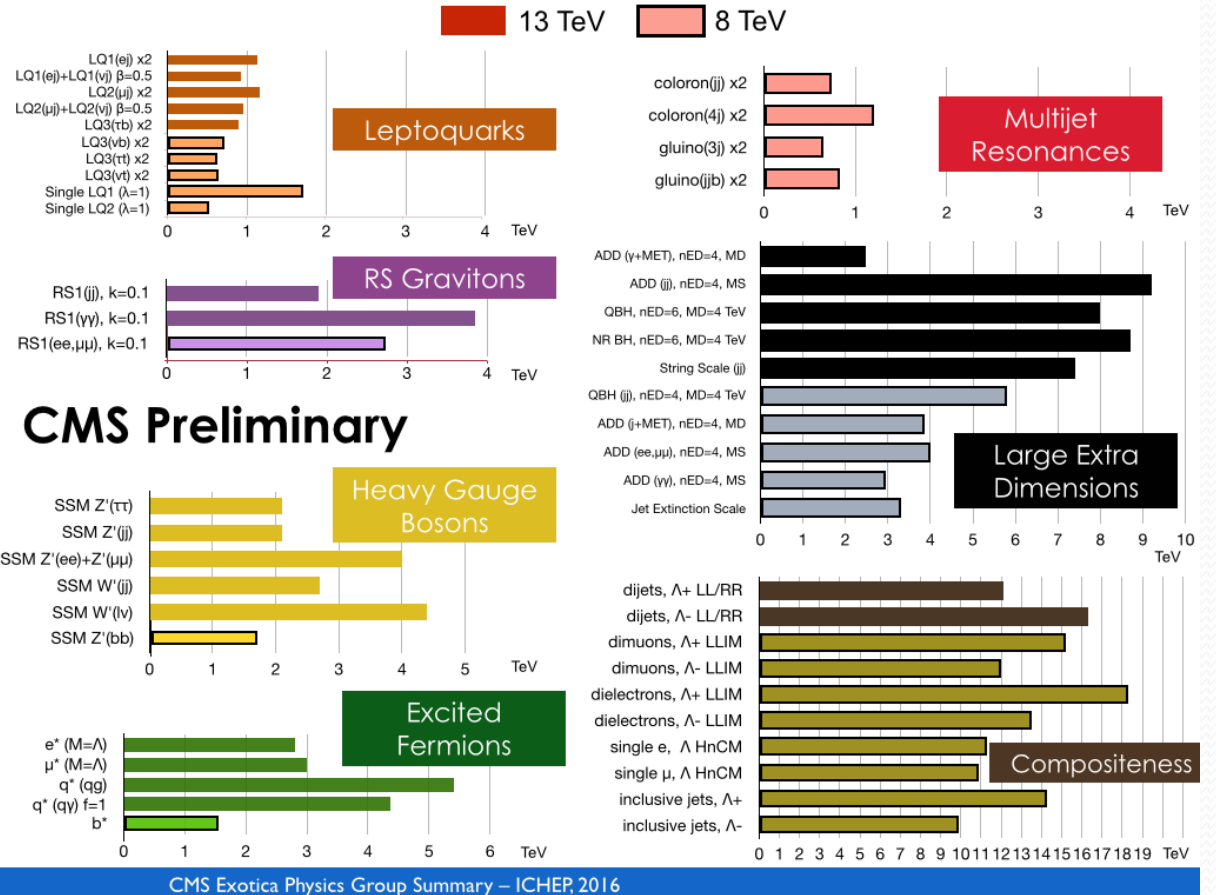 13 TeV 8 TeV
LQ1(ej) x2
LQ1(ej)+LQ1(νj) β=0.5
LQ2(μj) x2
LQ2(μj)+LQ2(νj) β=0.5
LQ3(τb) x2
LQ3(νb) x2
LQ3(τt) x2
LQ3(vt) x2
Single LQ1 (λ=1)
Single LQ2 (λ=1)
Leptoquarks
0 1 2 3 4 TeV
coloron(jj) x2
coloron(4j) x2
gluino(3j) x2
gluino(jjb) x2
Multijet
Resonances
0 1 2 3 4 TeV
RS Gravitons
RS1(jj), k=0.1
RS1(γγ), k=0.1
RS1(ee,μμ), k=0.1
0 1 2 3 4 TeV
ADD (γ+MET), nED=4, MD
ADD (jj), nED=4, MS
QBH, nED=6, MD=4 TeV
NR BH, nED=6, MD=4 TeV
String Scale (jj)
QBH (jj), nED=4, MD=4 TeV
ADD (j+MET), nED=4, MD
ADD (ee,μμ), nED=4, MS
ADD (γγ), nED=4, MS
Jet Extinction Scale
Large Extra
Dimensions
0 1 2 3 4 5 6 7 8 9 10
TeV
CMS Preliminary
Heavy Gauge
Bosons
SSM Z'(ττ)
SSM Z'(jj)
SSM Z'(ee)+Z'(μμ)
SSM W'(jj)
SSM W'(lv)
SSM Z'(bb)
0 1 2 3 4 5 TeV
dijets, Λ+ LL/RR
dijets, Λ- LL/RR
dimuons, Λ+ LLIM
dimuons, Λ- LLIM
dielectrons, Λ+ LLIM
dielectrons, Λ- LLIM
single e, Λ HnCM
single μ, Λ HnCM
inclusive jets, Λ+
inclusive jets, Λ-
Compositeness
0 1 2 3 4 5 6 7 8 9 10 11 12 13 14 15 16 17 18 19 TeV
Excited
Fermions
e* (M=Λ)
μ* (M=Λ)
q* (qg)
q* (qγ) f=1
b*
0 1 2 3 4 5 6 TeV
CMS Exotica Physics Group Summary – ICHEP, 2016